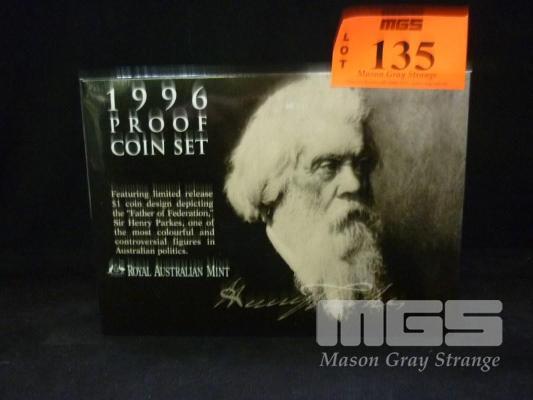 MGS
LOT
135
Mason Gray Strange
1996
PROOF
COIN SET
Featuring limited release
$1 coin design depicting
the "Father of Federation,"
Sir Henry Parkes, one of
the most colourful and
controversial figures in
Australian politics.
ROYAL AUSTRALIAN MINT
Henry Parkes
MGS
Mason Gray Strange